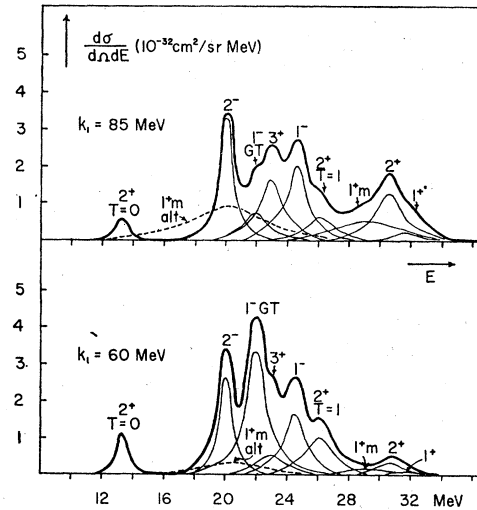 dσ/dΩdE (10⁻³²cm²/sr MeV)
5
4
3
2
1
k₁ = 85 MeV
2⁺
T=0
1⁺m
alt
2⁻
1⁻
GT
3⁺
1⁻
2⁺
T=1
1⁺m
2⁺
1⁺
E
5
4
3
2
1
k₁ = 60 MeV
2⁺
T=0
2⁻
1⁻GT
3⁺
1⁻
2⁺
T=1
1⁺m
alt
1⁺m
2⁺
1⁺
12 16 20 24 28 32 MeV